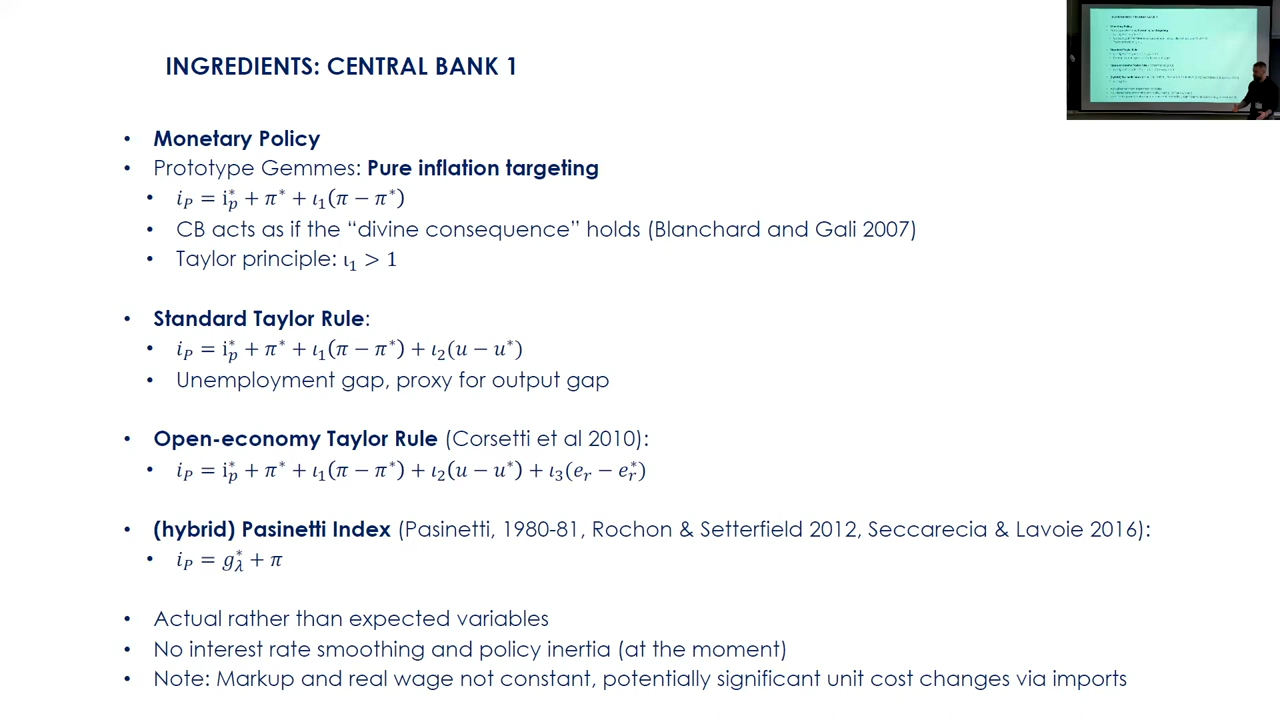 INGREDIENTS: CENTRAL BANK 1
• Monetary Policy
• Prototype Gemmes: Pure inflation targeting
• i_P = i_p^* + π^* + ι_1(π − π^*)
• CB acts as if the “divine consequence” holds (Blanchard and Gali 2007)
• Taylor principle: ι_1 > 1
• Standard Taylor Rule:
• i_P = i_p^* + π^* + ι_1(π − π^*) + ι_2(u − u^*)
• Unemployment gap, proxy for output gap
• Open-economy Taylor Rule (Corsetti et al 2010):
• i_P = i_p^* + π^* + ι_1(π − π^*) + ι_2(u − u^*) + ι_3(e_r − e_r^*)
• (hybrid) Pasinetti Index (Pasinetti, 1980-81, Rochon & Setterfield 2012, Seccarecia & Lavoie 2016):
• i_P = g_λ^* + π
• Actual rather than expected variables
• No interest rate smoothing and policy inertia (at the moment)
• Note: Markup and real wage not constant, potentially significant unit cost changes via imports